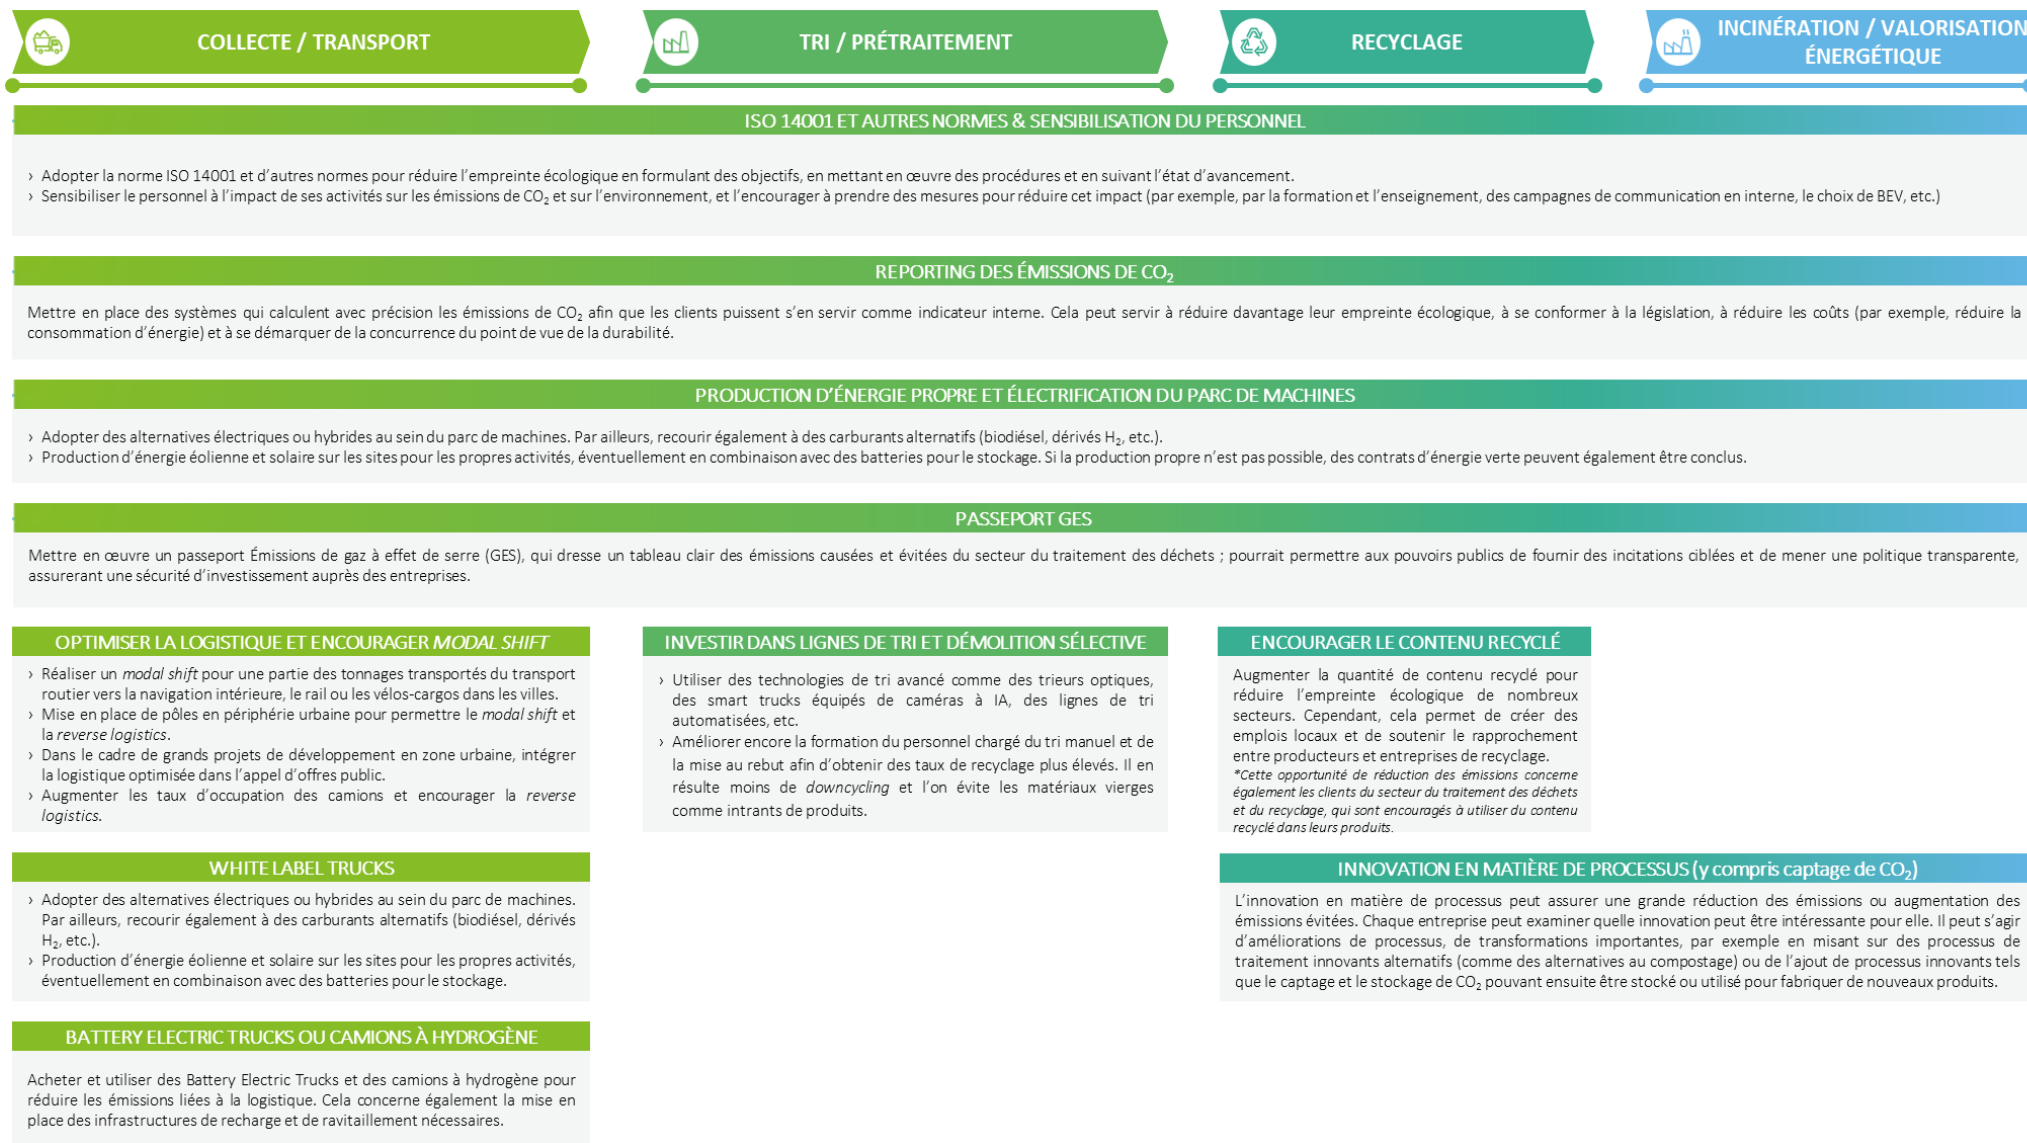 COLLECTE / TRANSPORT
TRI / PRÉTRAITEMENT
RECYCLAGE
INCINÉRATION / VALORISATION
ÉNERGÉTIQUE
ISO 14001 ET AUTRES NORMES & SENSIBILISATION DU PERSONNEL
› Adopter la norme ISO 14001 et d'autres normes pour réduire l'empreinte écologique en formulant des objectifs, en mettant en œuvre des procédures et en suivant l'état d'avancement.
› Sensibiliser le personnel à l'impact de ses activités sur les émissions de CO₂ et sur l'environnement, et l'encourager à prendre des mesures pour réduire cet impact (par exemple, par la formation et l'enseignement, des campagnes de communication en interne, le choix de BEV, etc.)
REPORTING DES ÉMISSIONS DE CO₂
Mettre en place des systèmes qui calculent avec précision les émissions de CO₂ afin que les clients puissent s'en servir comme indicateur interne. Cela peut servir à réduire davantage leur empreinte écologique, à se conformer à la législation, à réduire les coûts (par exemple, réduire la
consommation d'énergie) et à se démarquer de la concurrence du point de vue de la durabilité.
PRODUCTION D'ÉNERGIE PROPRE ET ÉLECTRIFICATION DU PARC DE MACHINES
› Adopter des alternatives électriques ou hybrides au sein du parc de machines. Par ailleurs, recourir également à des carburants alternatifs (biodiésel, dérivés H₂, etc.).
› Production d'énergie éolienne et solaire sur les sites pour les propres activités, éventuellement en combinaison avec des batteries pour le stockage. Si la production propre n'est pas possible, des contrats d'énergie verte peuvent également être conclus.
PASSEPORT GES
Mettre en œuvre un passeport Émissions de gaz à effet de serre (GES), qui dresse un tableau clair des émissions causées et évitées du secteur du traitement des déchets ; pourrait permettre aux pouvoirs publics de fournir des incitations ciblées et de mener une politique transparente,
assurerant une sécurité d'investissement auprès des entreprises.
OPTIMISER LA LOGISTIQUE ET ENCOURAGER MODAL SHIFT
› Réaliser un modal shift pour une partie des tonnages transportés du transport
routier vers la navigation intérieure, le rail ou les vélos-cargos dans les villes.
› Mise en place de pôles en périphérie urbaine pour permettre le modal shift et
la reverse logistics.
› Dans le cadre de grands projets de développement en zone urbaine, intégrer
la logistique optimisée dans l'appel d'offres public.
› Augmenter les taux d'occupation des camions et encourager la reverse
logistics.
INVESTIR DANS LIGNES DE TRI ET DÉMOLITION SÉLECTIVE
› Utiliser des technologies de tri avancé comme des trieurs optiques,
des smart trucks équipés de caméras à IA, des lignes de tri
automatisées, etc.
› Améliorer encore la formation du personnel chargé du tri manuel et de
la mise au rebut afin d'obtenir des taux de recyclage plus élevés. Il en
résulte moins de downcycling et l'on évite les matériaux vierges
comme intrants de produits.
ENCOURAGER LE CONTENU RECYCLÉ
Augmenter la quantité de contenu recyclé pour
réduire l'empreinte écologique de nombreux
secteurs. Cependant, cela permet de créer des
emplois locaux et de soutenir le rapprochement
entre producteurs et entreprises de recyclage.
*Cette opportunité de réduction des émissions concerne
également les clients du secteur du traitement des déchets
et du recyclage, qui sont encouragés à utiliser du contenu
recyclé dans leurs produits.
WHITE LABEL TRUCKS
› Adopter des alternatives électriques ou hybrides au sein du parc de machines.
Par ailleurs, recourir également à des carburants alternatifs (biodiésel, dérivés
H₂, etc.).
› Production d'énergie éolienne et solaire sur les sites pour les propres activités,
éventuellement en combinaison avec des batteries pour le stockage.
INNOVATION EN MATIÈRE DE PROCESSUS (y compris captage de CO₂)
L'innovation en matière de processus peut assurer une grande réduction des émissions ou augmentation des
émissions évitées. Chaque entreprise peut examiner quelle innovation peut être intéressante pour elle. Il peut s'agir
d'améliorations de processus, de transformations importantes, par exemple en misant sur des processus de
traitement innovants alternatifs (comme des alternatives au compostage) ou de l'ajout de processus innovants tels
que le captage et le stockage de CO₂ pouvant ensuite être stocké ou utilisé pour fabriquer de nouveaux produits.
BATTERY ELECTRIC TRUCKS OU CAMIONS À HYDROGÈNE
Acheter et utiliser des Battery Electric Trucks et des camions à hydrogène pour
réduire les émissions liées à la logistique. Cela concerne également la mise en
place des infrastructures de recharge et de ravitaillement nécessaires.